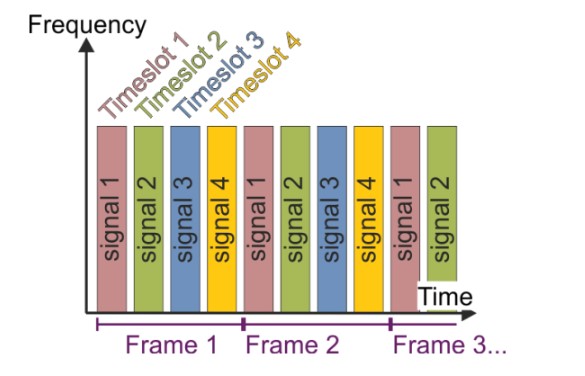 Frequency
Timeslot 1
Timeslot 2
Timeslot 3
Timeslot 4
signal 1
signal 2
signal 3
signal 4
signal 1
signal 2
signal 3
signal 4
signal 1
signal 2
Time
Frame 1
Frame 2
Frame 3...